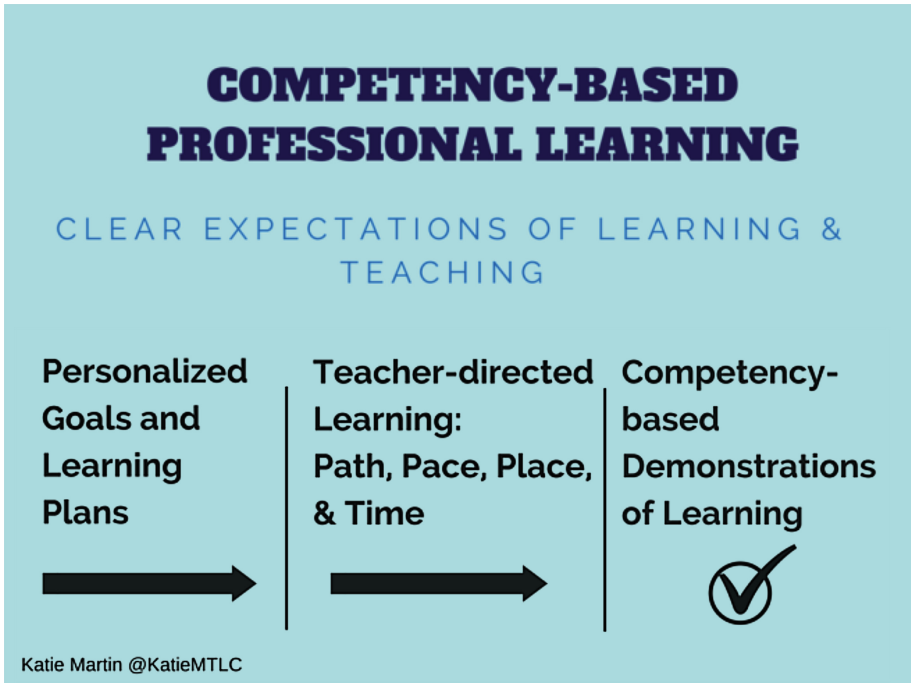 COMPETENCY-BASED
PROFESSIONAL LEARNING
CLEAR EXPECTATIONS OF LEARNING &
TEACHING
Personalized
Goals and
Learning
Plans
Teacher-directed
Learning:
Path, Pace, Place,
& Time
Competency-
based
Demonstrations
of Learning
Katie Martin @KatieMTLC